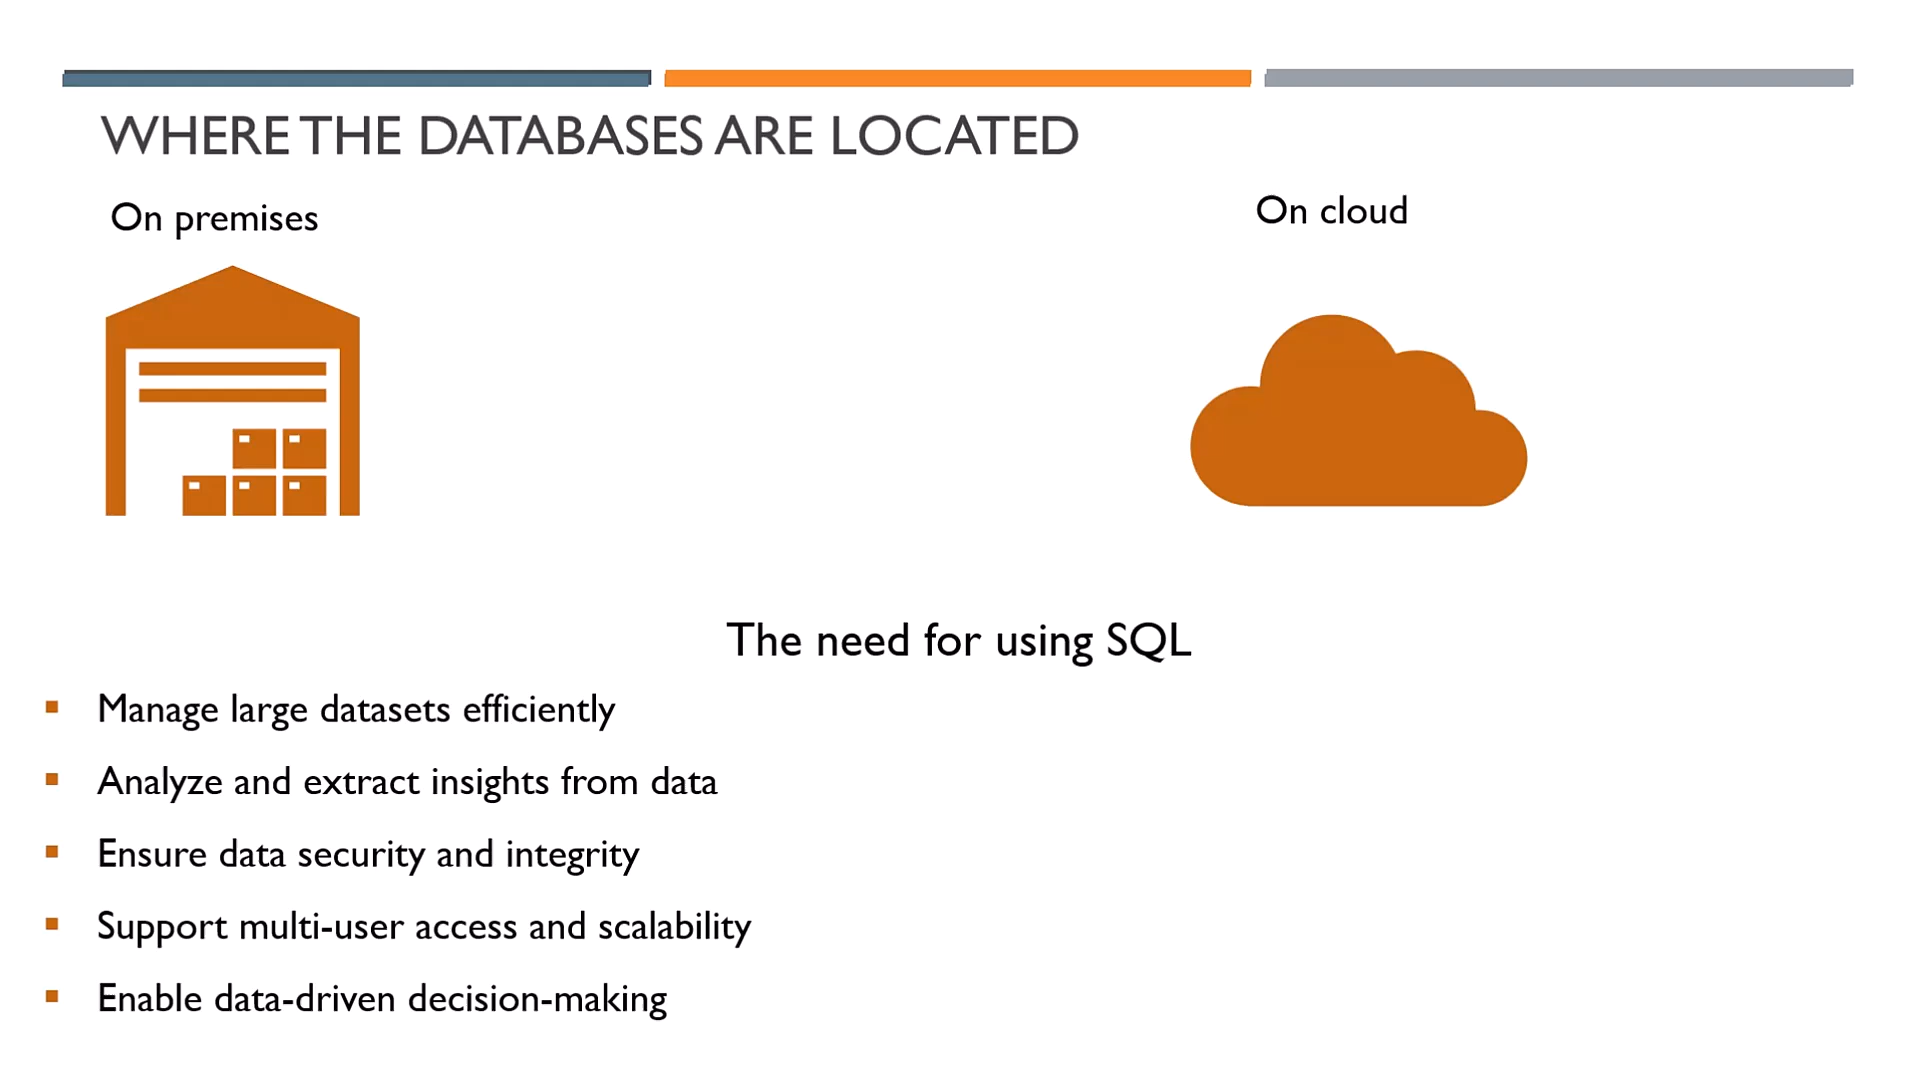 WHERE THE DATABASES ARE LOCATED
On premises
On cloud
The need for using SQL
Manage large datasets efficiently
Analyze and extract insights from data
Ensure data security and integrity
Support multi-user access and scalability
Enable data-driven decision-making